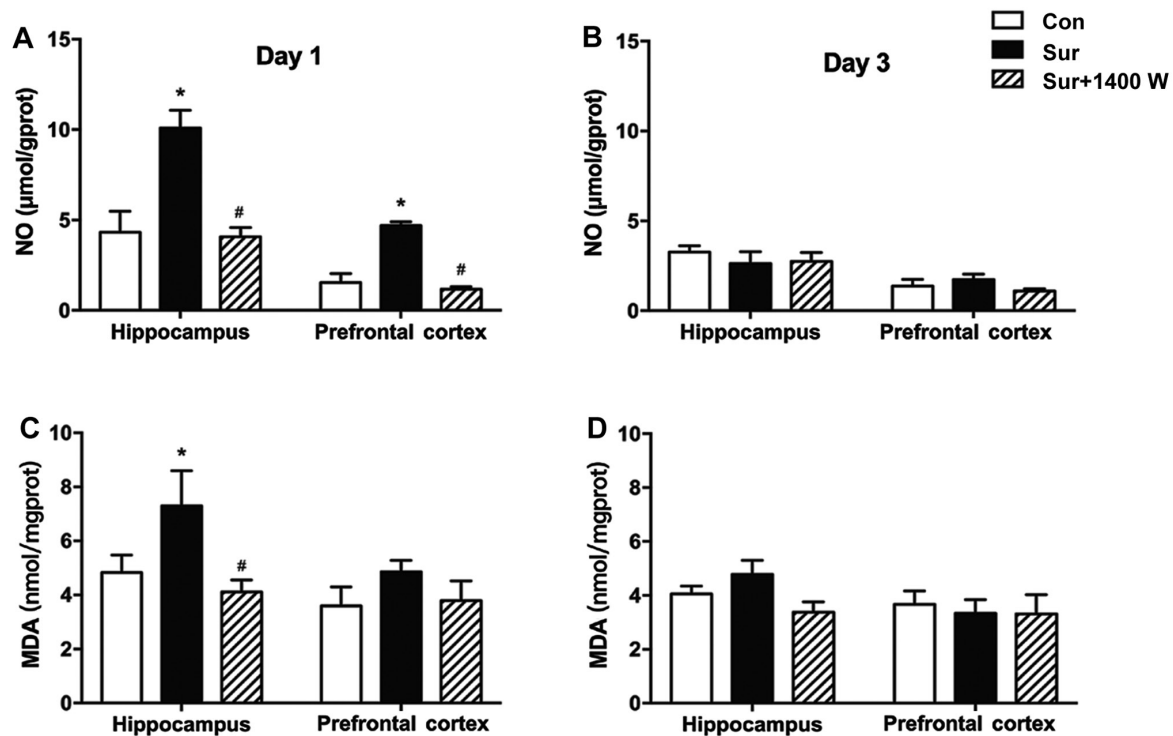 A
Day 1
NO (μmol/gprot)
15
10
5
0
*
#
*
#
Hippocampus
Prefrontal cortex
B
Day 3
Con
Sur
Sur+1400 W
NO (μmol/gprot)
15
10
5
0
Hippocampus
Prefrontal cortex
C
MDA (nmol/mgprot)
10
8
6
4
2
0
*
#
Hippocampus
Prefrontal cortex
D
MDA (nmol/mgprot)
10
8
6
4
2
0
Hippocampus
Prefrontal cortex